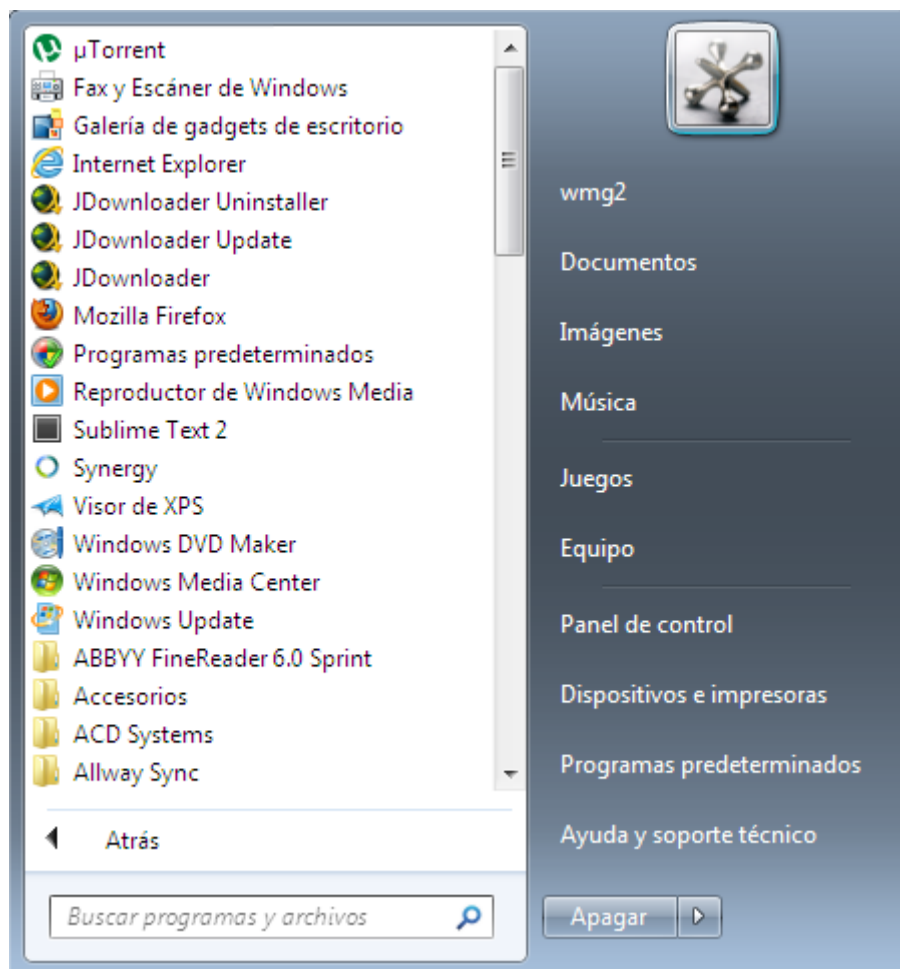 µTorrent
Fax y Escáner de Windows
Galería de gadgets de escritorio
Internet Explorer
JDownloader Uninstaller
JDownloader Update
JDownloader
Mozilla Firefox
Programas predeterminados
Reproductor de Windows Media
Sublime Text 2
Synergy
Visor de XPS
Windows DVD Maker
Windows Media Center
Windows Update
ABBYY FineReader 6.0 Sprint
Accesorios
ACD Systems
Allway Sync
Atrás
Buscar programas y archivos
wmg2
Documentos
Imágenes
Música
Juegos
Equipo
Panel de control
Dispositivos e impresoras
Programas predeterminados
Ayuda y soporte técnico
Apagar